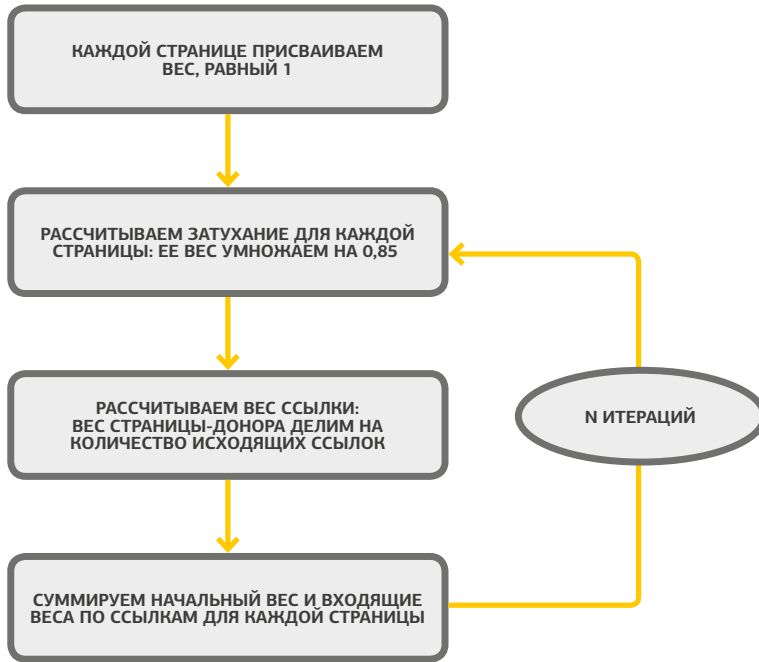 КАЖДОЙ СТРАНИЦЕ ПРИСВАИВАЕМ
ВЕС, РАВНЫЙ 1
РАССЧИТЫВАЕМ ЗАТУХАНИЕ ДЛЯ КАЖДОЙ
СТРАНИЦЫ: ЕЕ ВЕС УМНОЖАЕМ НА 0,85
РАССЧИТЫВАЕМ ВЕС ССЫЛКИ:
ВЕС СТРАНИЦЫ-ДОНОРА ДЕЛИМ НА
КОЛИЧЕСТВО ИСХОДЯЩИХ ССЫЛОК
N ИТЕРАЦИЙ
СУММИРУЕМ НАЧАЛЬНЫЙ ВЕС И ВХОДЯЩИЕ
ВЕСА ПО ССЫЛКАМ ДЛЯ КАЖДОЙ СТРАНИЦЫ